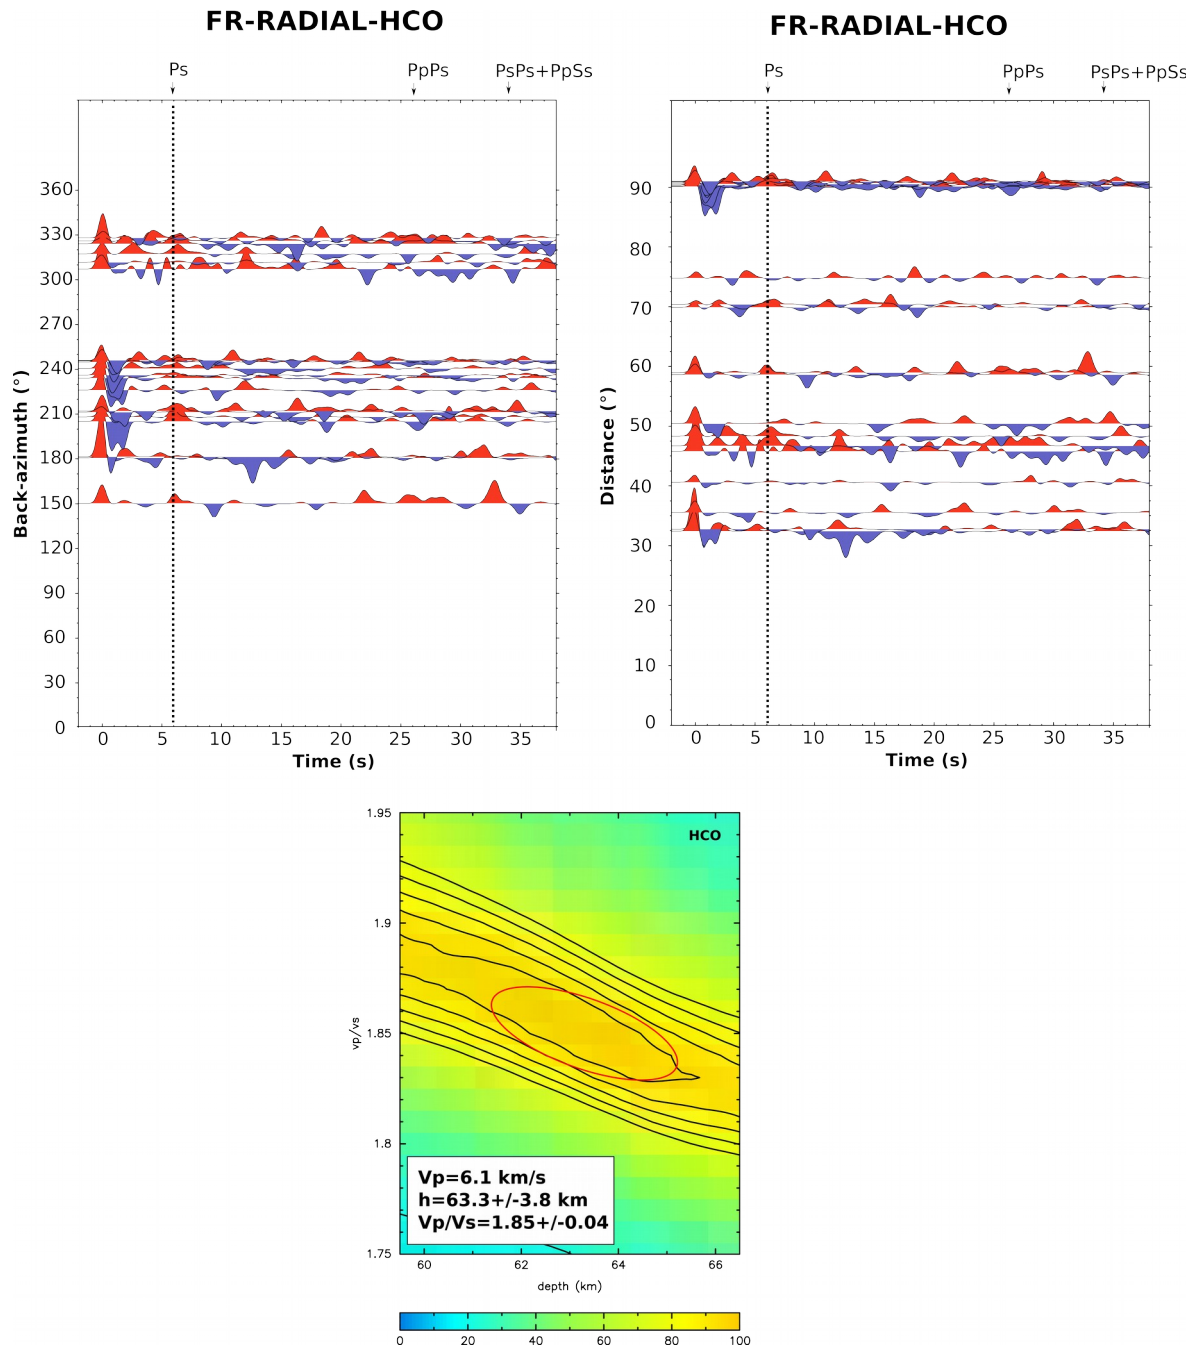 FR-RADIAL-HCO
Ps
PpPs
PsPs+PpSs
360
330
300
270
240
210
180
150
120
90
60
30
0
Back-azimuth (°)
0 5 10 15 20 25 30 35
Time (s)
FR-RADIAL-HCO
Ps
PpPs
PsPs+PpSs
90
80
70
60
50
40
30
20
10
0
Distance (°)
0 5 10 15 20 25 30 35
Time (s)
1.95
1.9
1.85
1.8
1.75
vp/vs
HCO
Vp=6.1 km/s
h=63.3+/-3.8 km
Vp/Vs=1.85+/-0.04
60 62 64 66
depth (km)
0 20 40 60 80 100